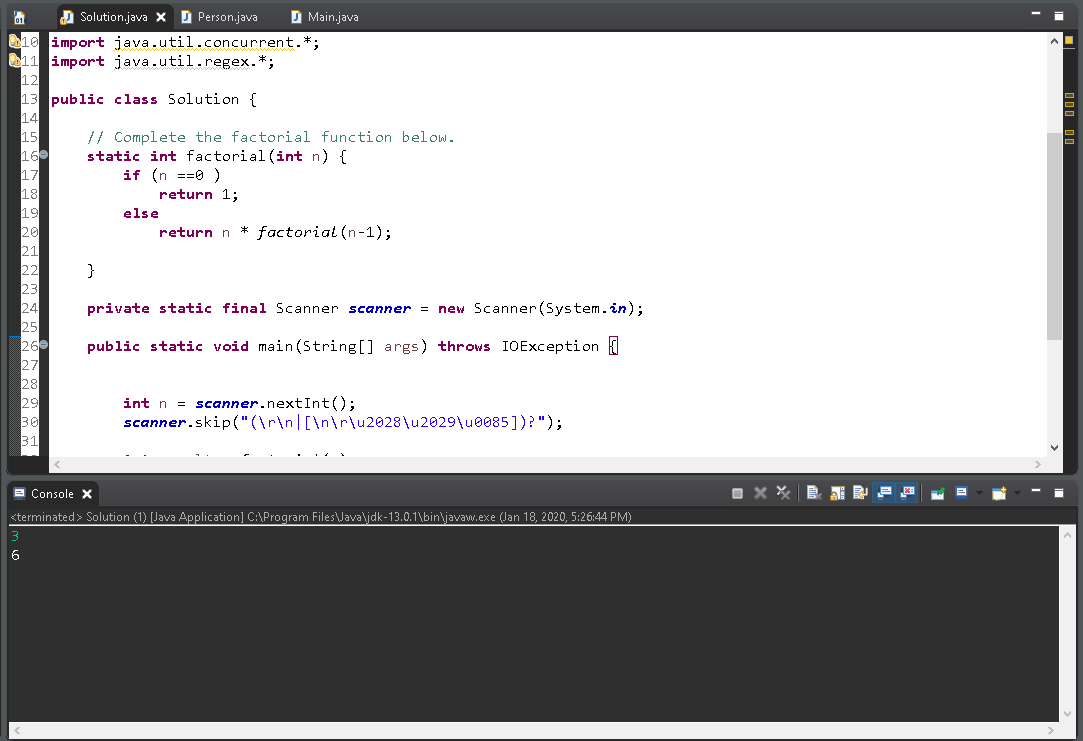 Solution.java Person.java Main.java
10 import java.util.concurrent.*;
11 import java.util.regex.*;
12
13 public class Solution {
14
15 // Complete the factorial function below.
16 static int factorial(int n) {
17 if (n ==0 )
18 return 1;
19 else
20 return n * factorial(n-1);
21
22 }
23
24 private static final Scanner scanner = new Scanner(System.in);
25
26 public static void main(String[] args) throws IOException {
27
28
29 int n = scanner.nextInt();
30 scanner.skip("(\r\n|[\n\r\u2028\u2029\u0085])?");
31
Console
<terminated> Solution (1) [Java Application] C:\Program Files\Java\jdk-13.0.1\bin\javaw.exe (Jan 18, 2020, 5:26:44 PM)
3
6